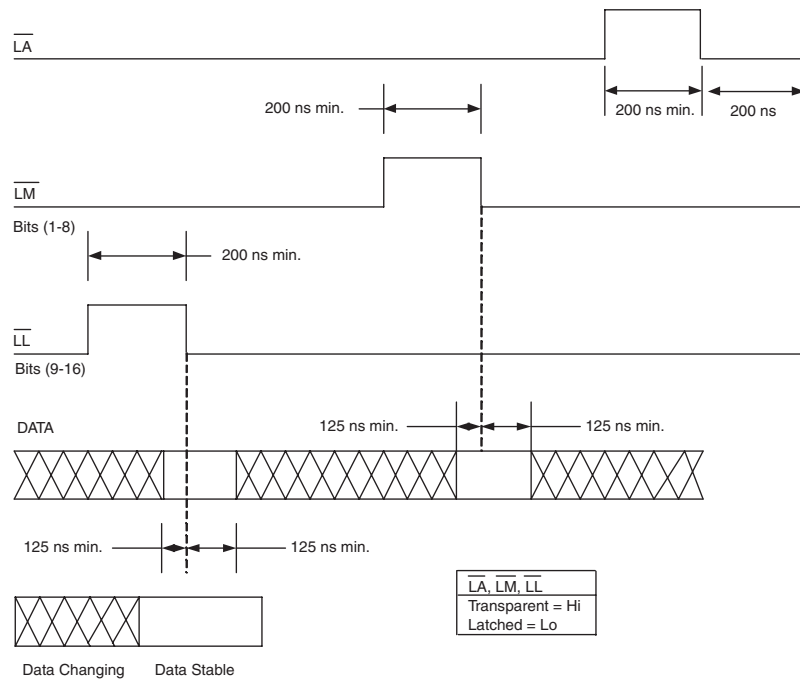 LA
200 ns min.
200 ns min.
200 ns
LM
Bits (1-8)
200 ns min.
LL
Bits (9-16)
DATA
125 ns min.
125 ns min.
125 ns min.
125 ns min.
LA, LM, LL
Transparent = Hi
Latched = Lo
Data Changing
Data Stable